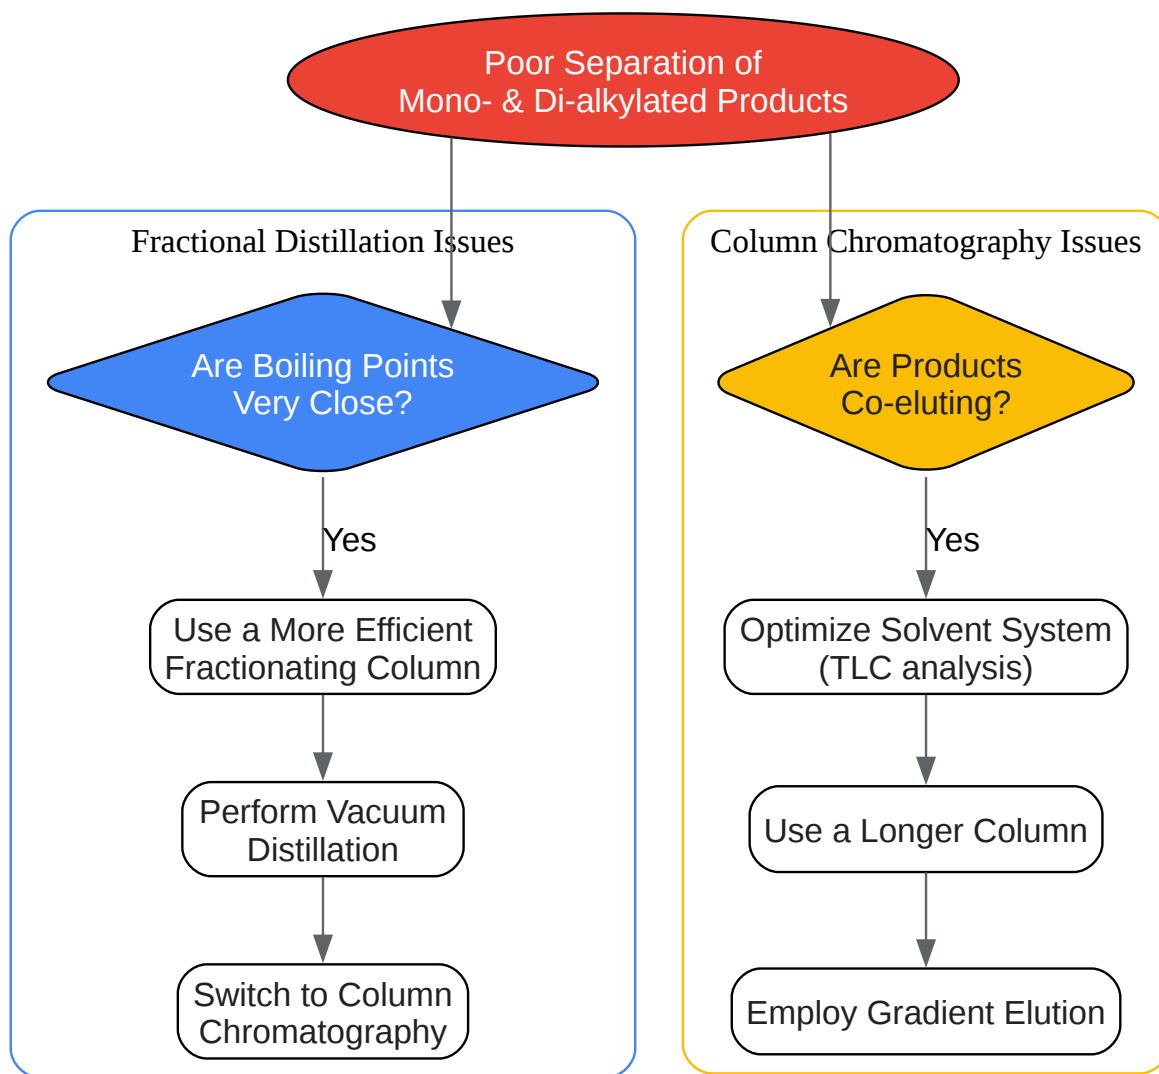 Poor Separation of
Mono- & Di-alkylated Products
Fractional Distillation Issues
Are Boiling Points
Very Close?
Yes
Use a More Efficient
Fractionating Column
Perform Vacuum
Distillation
Switch to Column
Chromatography
Column Chromatography Issues
Are Products
Co-eluting?
Yes
Optimize Solvent System
(TLC analysis)
Use a Longer Column
Employ Gradient Elution